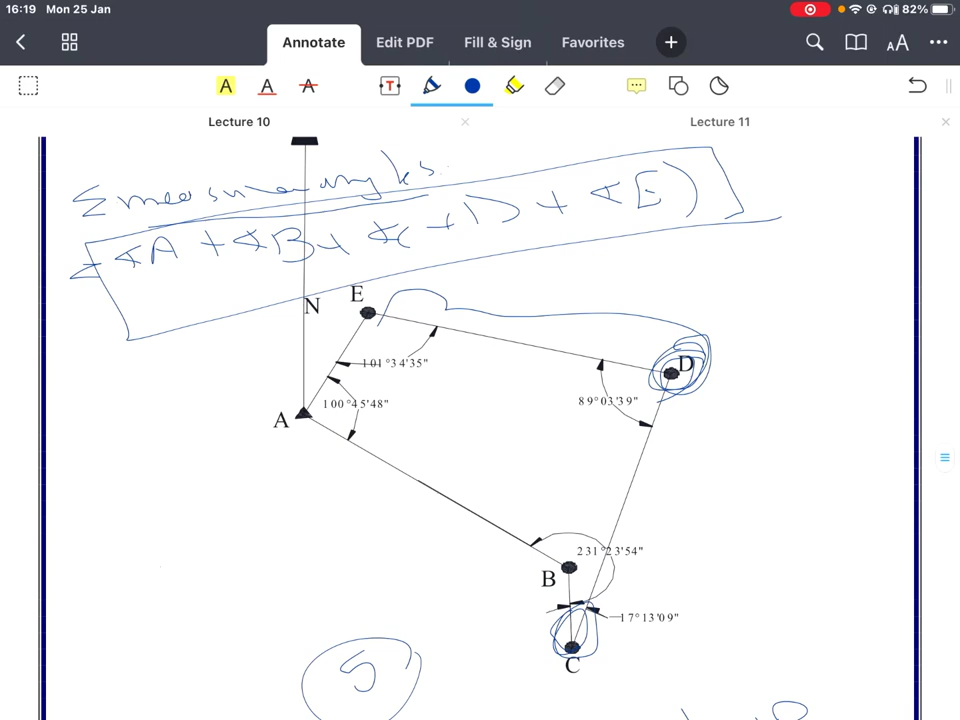 16:19 Mon 25 Jan 82%
Annotate Edit PDF Fill & Sign Favorites
Lecture 10 Lecture 11
Σ measure angles
= ∢A + ∢B + ∢C + D + ∢E)
N
E
D
101°34'35"
100°45'48"
89°03'39"
A
231°23'54"
B
17°13'09"
C
5